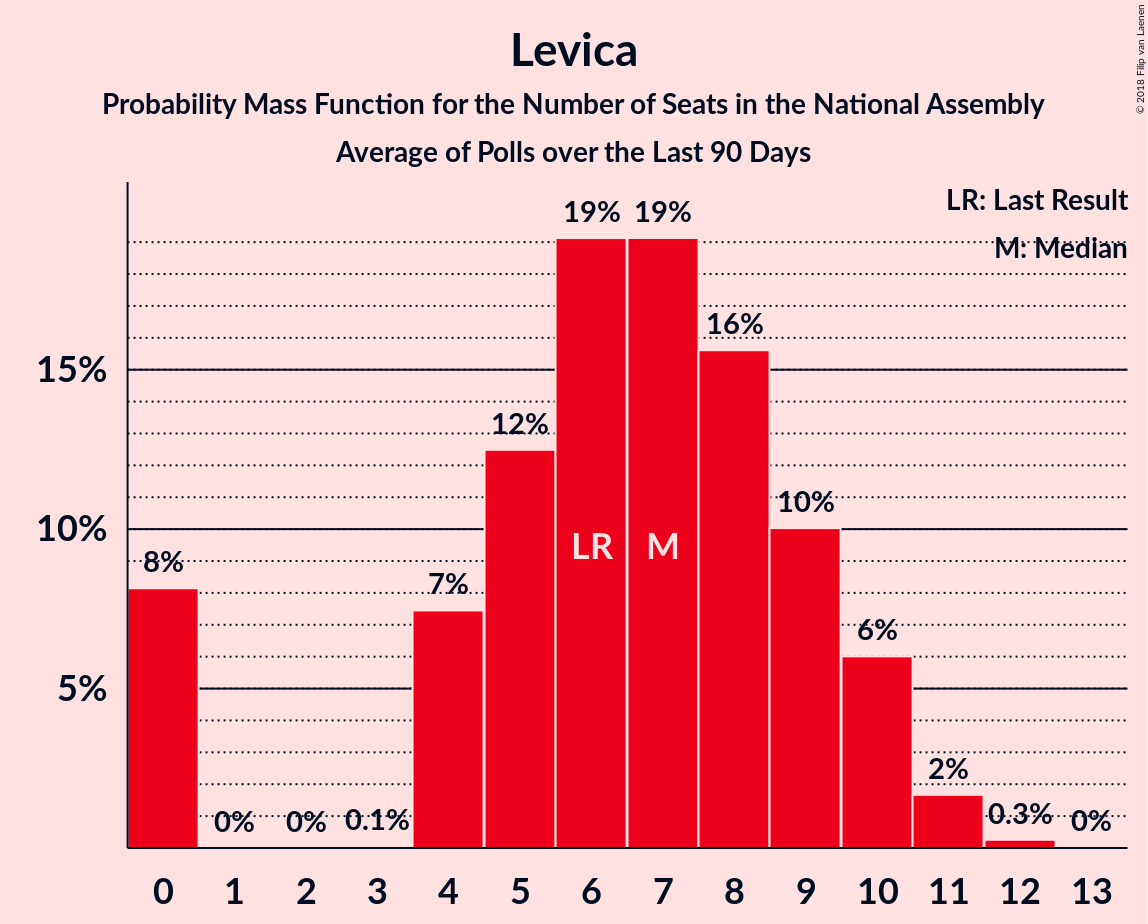 Levica
Probability Mass Function for the Number of Seats in the National Assembly
Average of Polls over the Last 90 Days
© 2018 Filip van Laenen
LR: Last Result
M: Median
19% 19%
16%
15%
12%
10%
10%
LR M
8%
7%
6%
5%
2%
0% 0% 0.1% 0.3% 0%
0 1 2 3 4 5 6 7 8 9 10 11 12 13